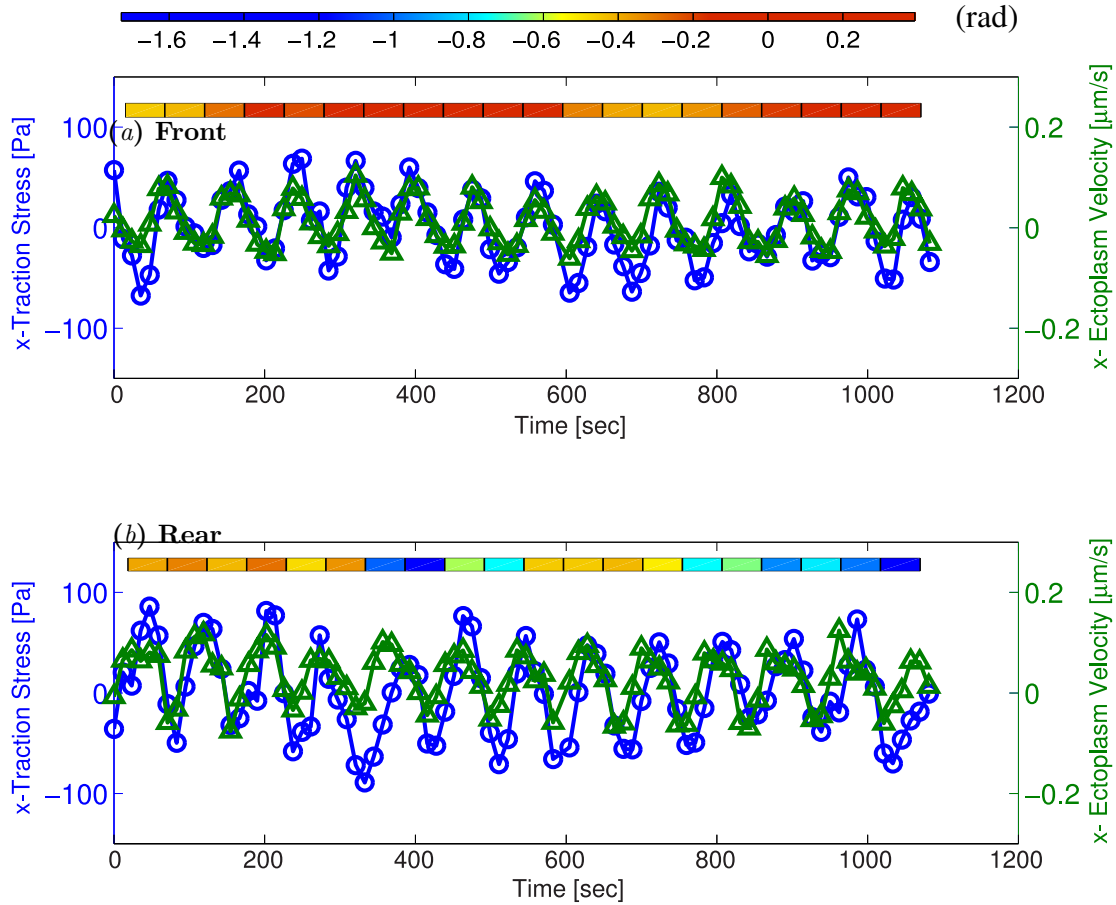 (rad)
−1.6 −1.4 −1.2 −1 −0.8 −0.6 −0.4 −0.2 0 0.2
(a) Front
x-Traction Stress [Pa]
100
0
−100
x- Ectoplasm Velocity [μm/s]
0.2
0
−0.2
0 200 400 600 800 1000 1200
Time [sec]
(b) Rear
x-Traction Stress [Pa]
100
0
−100
x- Ectoplasm Velocity [μm/s]
0.2
0
−0.2
0 200 400 600 800 1000 1200
Time [sec]